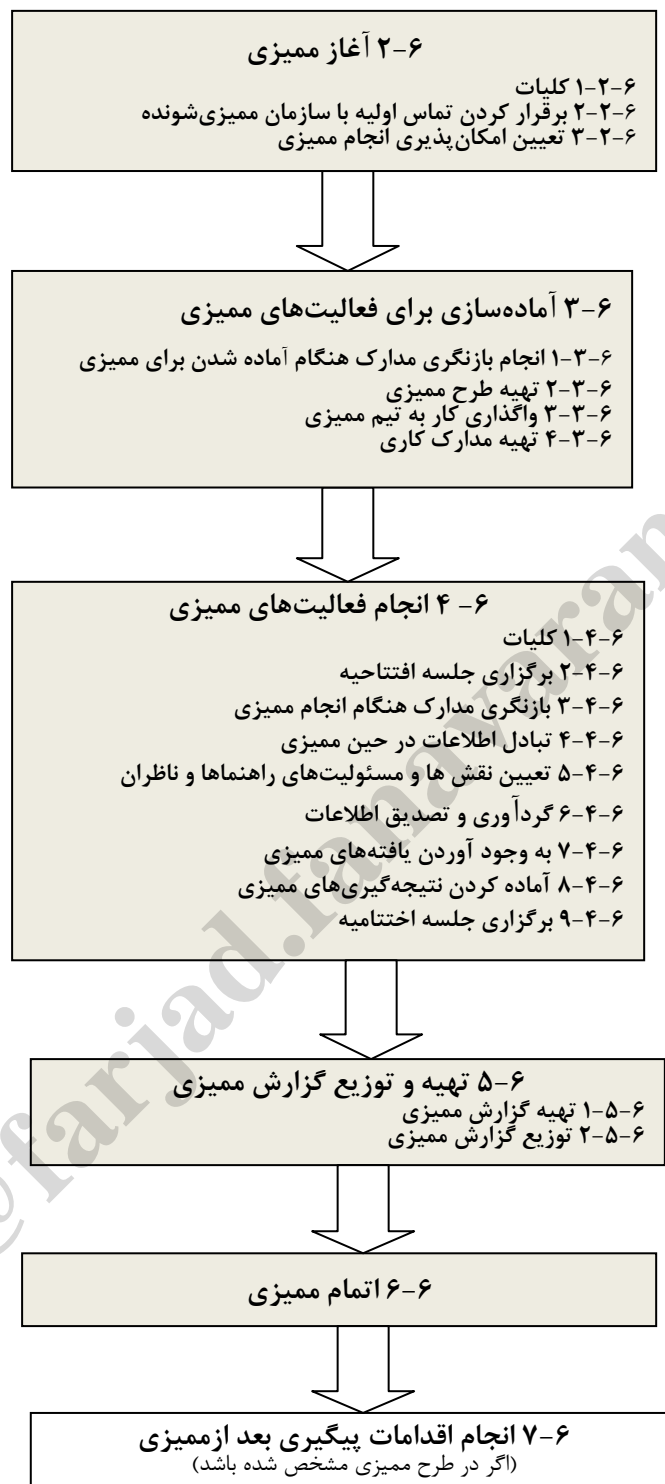 ۶-۲ آغاز ممیزی
۶-۲-۱ کلیات
۶-۲-۲ برقرار کردن تماس اولیه با سازمان ممیزی‌شونده
۶-۲-۳ تعیین امکان‌پذیری انجام ممیزی
۶-۳ آماده‌سازی برای فعالیت‌های ممیزی
۶-۳-۱ انجام بازنگری مدارک هنگام آماده شدن برای ممیزی
۶-۳-۲ تهیه طرح ممیزی
۶-۳-۳ واگذاری کار به تیم ممیزی
۶-۳-۴ تهیه مدارک کاری
۶- ۴ انجام فعالیت‌های ممیزی
۶-۴-۱ کلیات
۶-۴-۲ برگزاری جلسه افتتاحیه
۶-۴-۳ بازنگری مدارک هنگام انجام ممیزی
۶-۴-۴ تبادل اطلاعات در حین ممیزی
۶-۴-۵ تعیین نقش ها و مسئولیت‌های راهنماها و ناظران
۶-۴-۶ گردآوری و تصدیق اطلاعات
۶-۴-۷ به وجود آوردن یافته‌های ممیزی
۶-۴-۸ آماده کردن نتیجه‌گیری‌های ممیزی
۶-۴-۹ برگزاری جلسه اختتامیه
۶-۵ تهیه و توزیع گزارش ممیزی
۶-۵-۱ تهیه گزارش ممیزی
۶-۵-۲ توزیع گزارش ممیزی
۶-۶ اتمام ممیزی
۶-۷ انجام اقدامات پیگیری بعد ازممیزی
(اگر در طرح ممیزی مشخص شده باشد)
@farjad.fanavaran